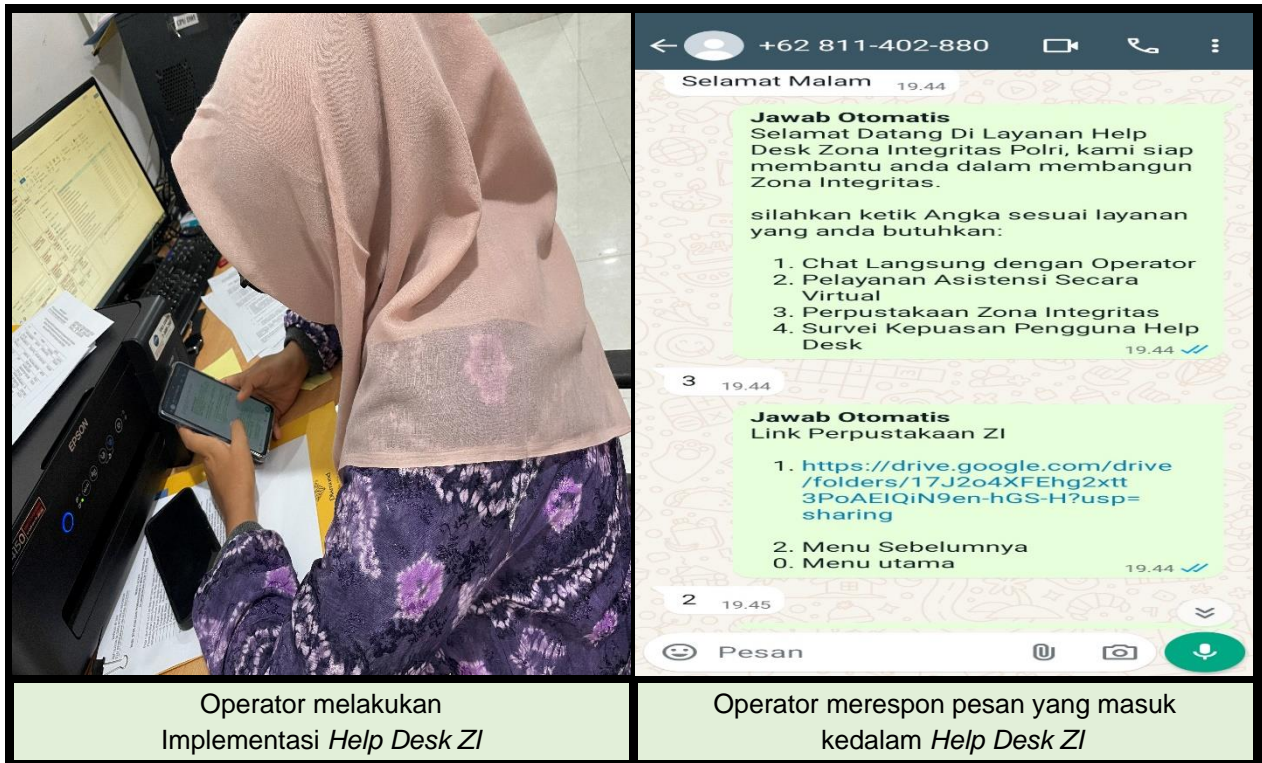 EPSON
+62 811-402-880
Selamat Malam 19.44
Jawab Otomatis
Selamat Datang Di Layanan Help
Desk Zona Integritas Polri, kami siap
membantu anda dalam membangun
Zona Integritas.
silahkan ketik Angka sesuai layanan
yang anda butuhkan:
1. Chat Langsung dengan Operator
2. Pelayanan Asistensi Secara
Virtual
3. Perpustakaan Zona Integritas
4. Survei Kepuasan Pengguna Help
Desk
19.44
3 19.44
Jawab Otomatis
Link Perpustakaan ZI
1. https://drive.google.com/drive
/folders/17J2o4XFEhg2xtt
3PoAEIQiN9en-hGS-H?usp=
sharing
2. Menu Sebelumnya
0. Menu utama
19.44
2 19.45
Pesan
Operator melakukan
Implementasi Help Desk ZI
Operator merespon pesan yang masuk
kedalam Help Desk ZI